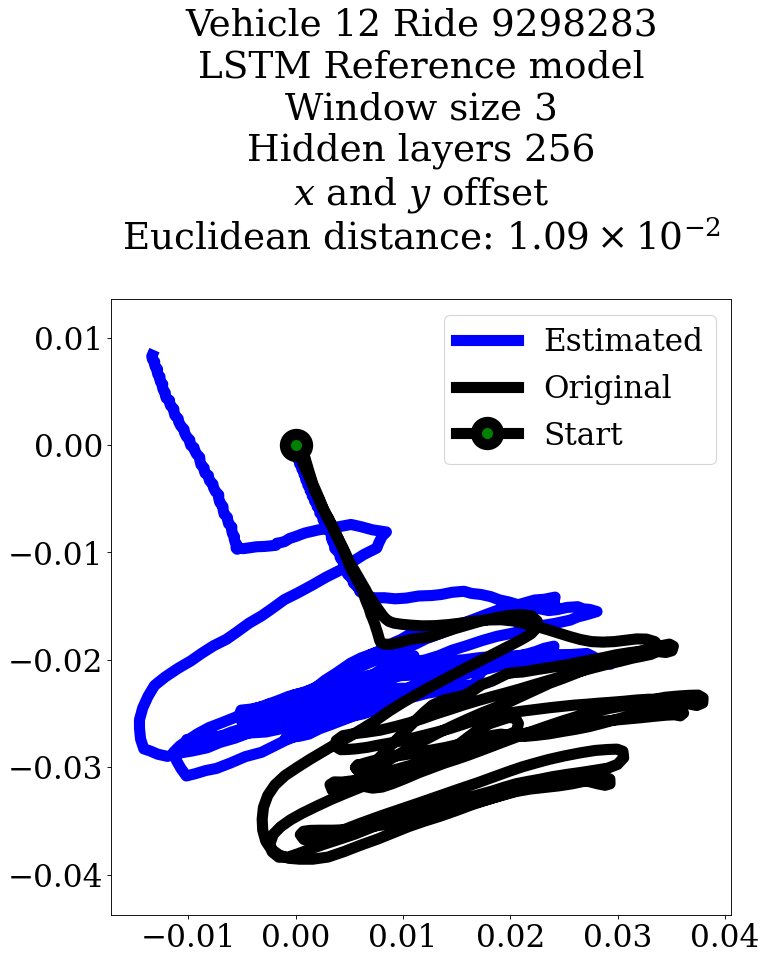 Vehicle 12 Ride 9298283
LSTM Reference model
Window size 3
Hidden layers 256
x and y offset
Euclidean distance: 1.09 × 10⁻²
Estimated
Original
Start
0.01
0.00
−0.01
−0.02
−0.03
−0.04
−0.01 0.00 0.01 0.02 0.03 0.04